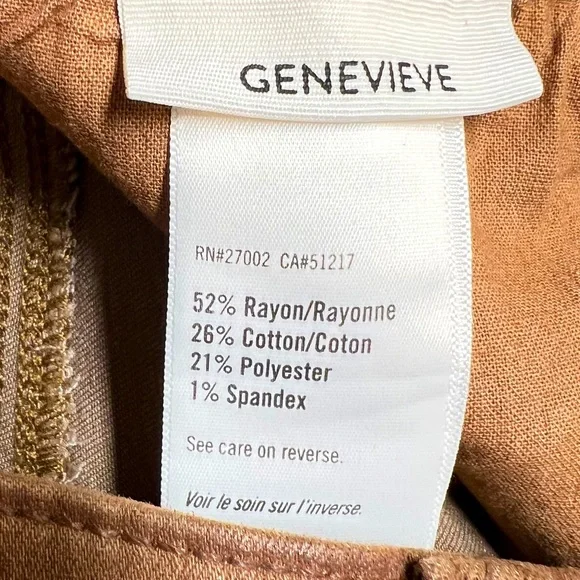 GENEVIEVE
RN#27002 CA#51217
52% Rayon/Rayonne
26% Cotton/Coton
21% Polyester
1% Spandex
See care on reverse.
Voir le soin sur l'inverse.